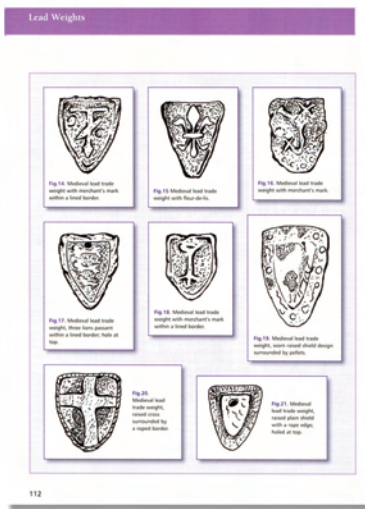 Lead Weights
Fig.14. Medieval lead trade
weight with merchant's mark
within a lined border.
Fig.15 Medieval lead trade
weight with fleur-de-lis.
Fig.16. Medieval lead trade
weight with merchant's mark.
Fig.17. Medieval lead trade
weight, three lions passant
within a lined border, hole at
top.
Fig.18. Medieval lead trade
weight with merchant's mark
within a lined border.
Fig.19. Medieval lead trade
weight, worn raised shield design
surrounded by pellets.
Fig.20.
Medieval lead
trade weight,
raised cross
surrounded by
a roped border.
Fig.21. Medieval
lead trade weight,
raised plain shield
with a rope edge,
holed at top.
112